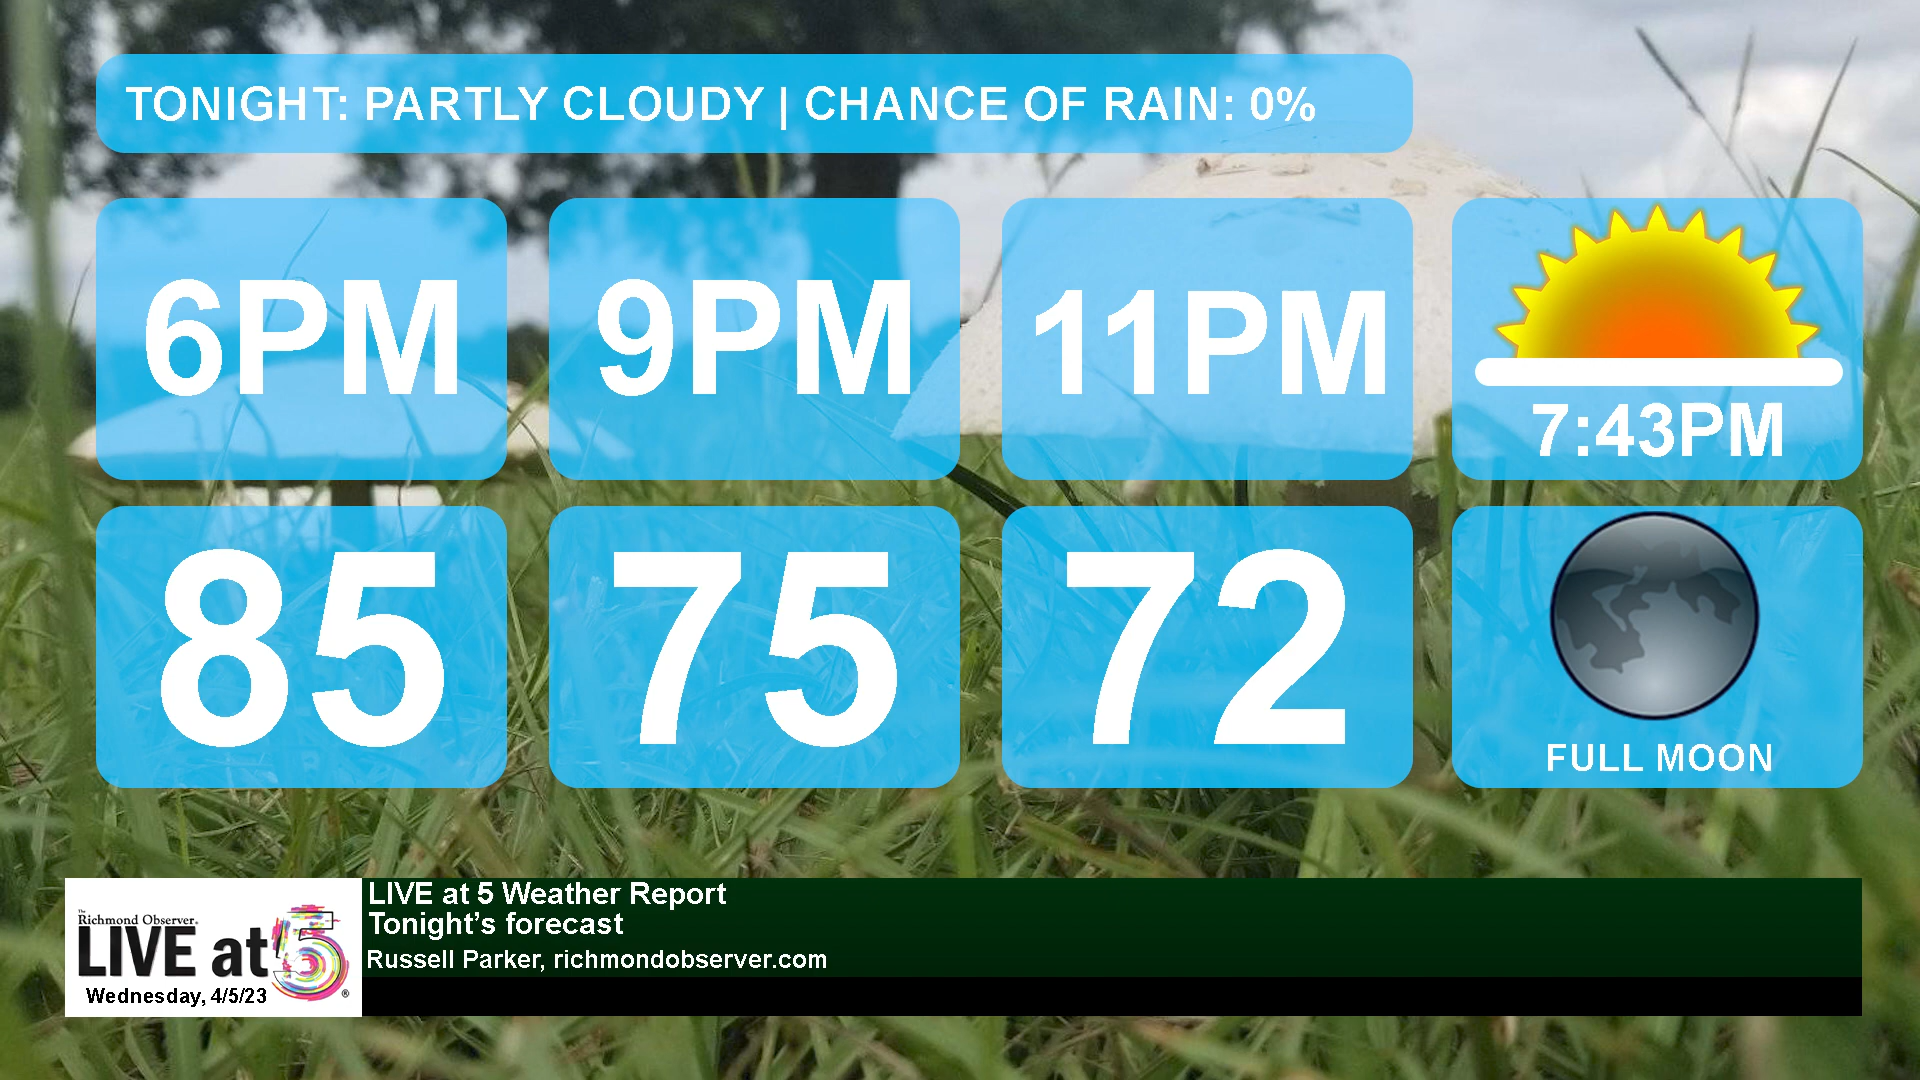 TONIGHT: PARTLY CLOUDY | CHANCE OF RAIN: 0%
6PM
9PM
11PM
7:43PM
85
75
72
FULL MOON
The
Richmond Observer.
LIVE at 5
®
Wednesday, 4/5/23
LIVE at 5 Weather Report
Tonight's forecast
Russell Parker, richmondobserver.com